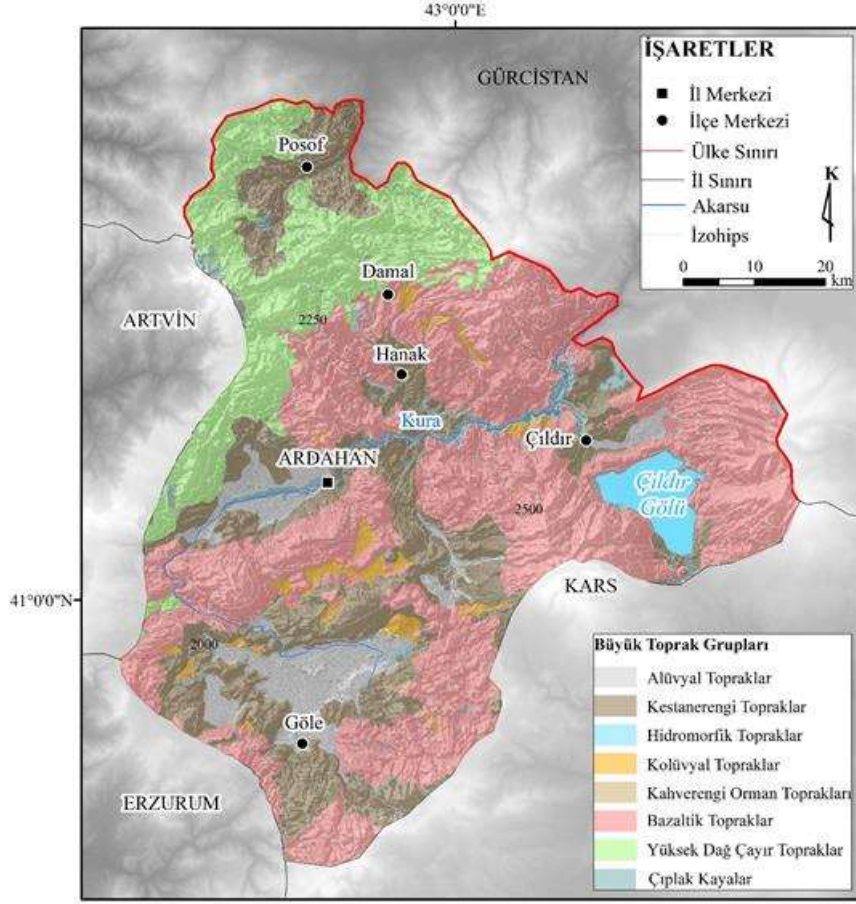 43°0'0"E
İŞARETLER
İl Merkezi
İlçe Merkezi
Ülke Sınırı
İl Sınırı
Akarsu
İzohips
K
0 10 20
km
GÜRCİSTAN
Posof
Damal
ARTVİN
2250
Hanak
Kura
Çıldır
ARDAHAN
Çıldır
Gölü
2500
KARS
41°0'0"N
2000
Göle
ERZURUM
Büyük Toprak Grupları
Alüvyal Topraklar
Kestanerengi Topraklar
Hidromorfik Topraklar
Kolüvyal Topraklar
Kahverengi Orman Toprakları
Bazaltik Topraklar
Yüksek Dağ Çayır Topraklar
Çıplak Kayalar